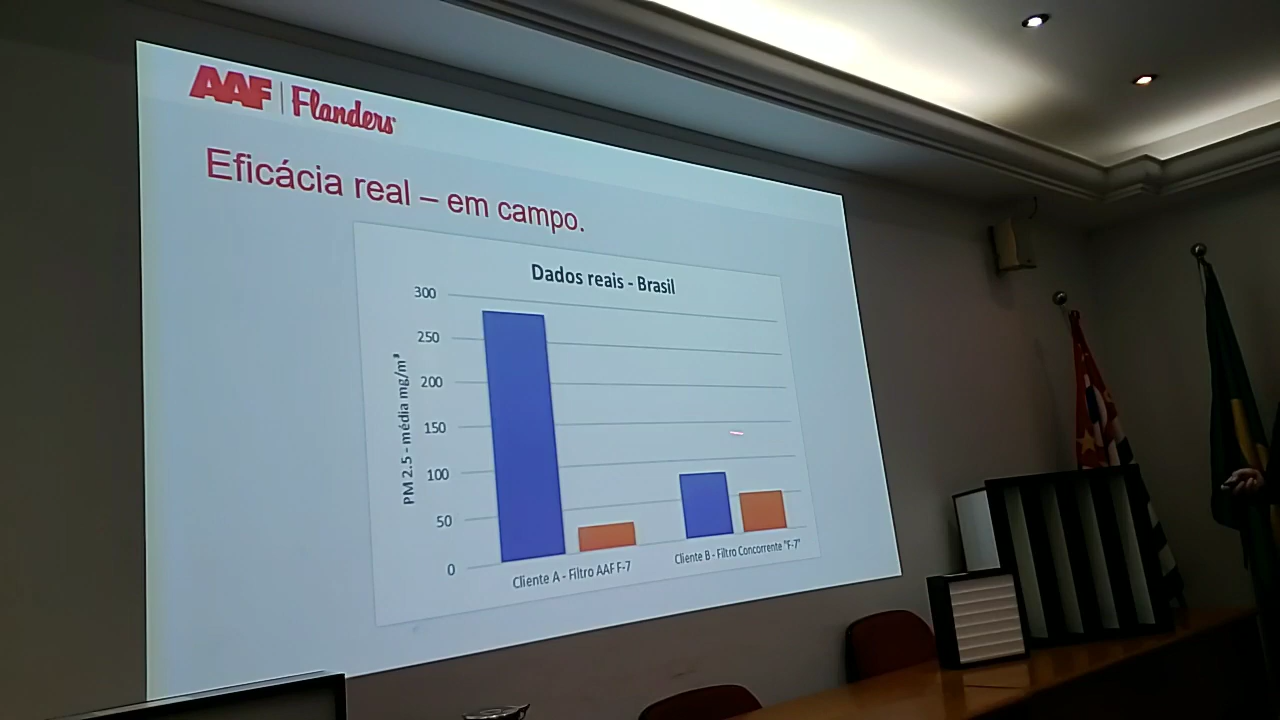 AAF | Flanders
Eficácia real – em campo.
Dados reais - Brasil
PM 2.5 - média mg/m³
300
250
200
150
100
50
0
Cliente A - Filtro AAF F-7
Cliente B - Filtro Concorrente "F-7"